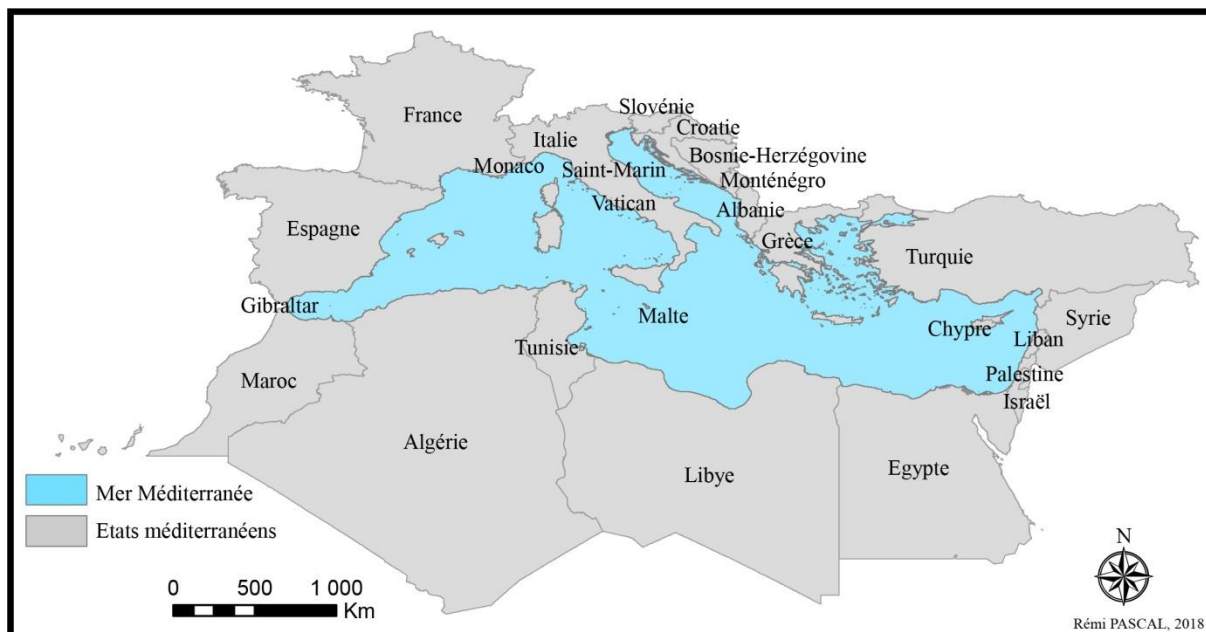 France
Slovénie
Croatie
Italie
Bosnie-Herzégovine
Monaco
Saint-Marin
Monténégro
Vatican
Albanie
Espagne
Grèce
Turquie
Gibraltar
Malte
Chypre
Syrie
Liban
Tunisie
Palestine
Maroc
Israël
Algérie
Libye
Egypte
Mer Méditerranée
Etats méditerranéens
N
0 500 1 000
Km
Rémi PASCAL, 2018